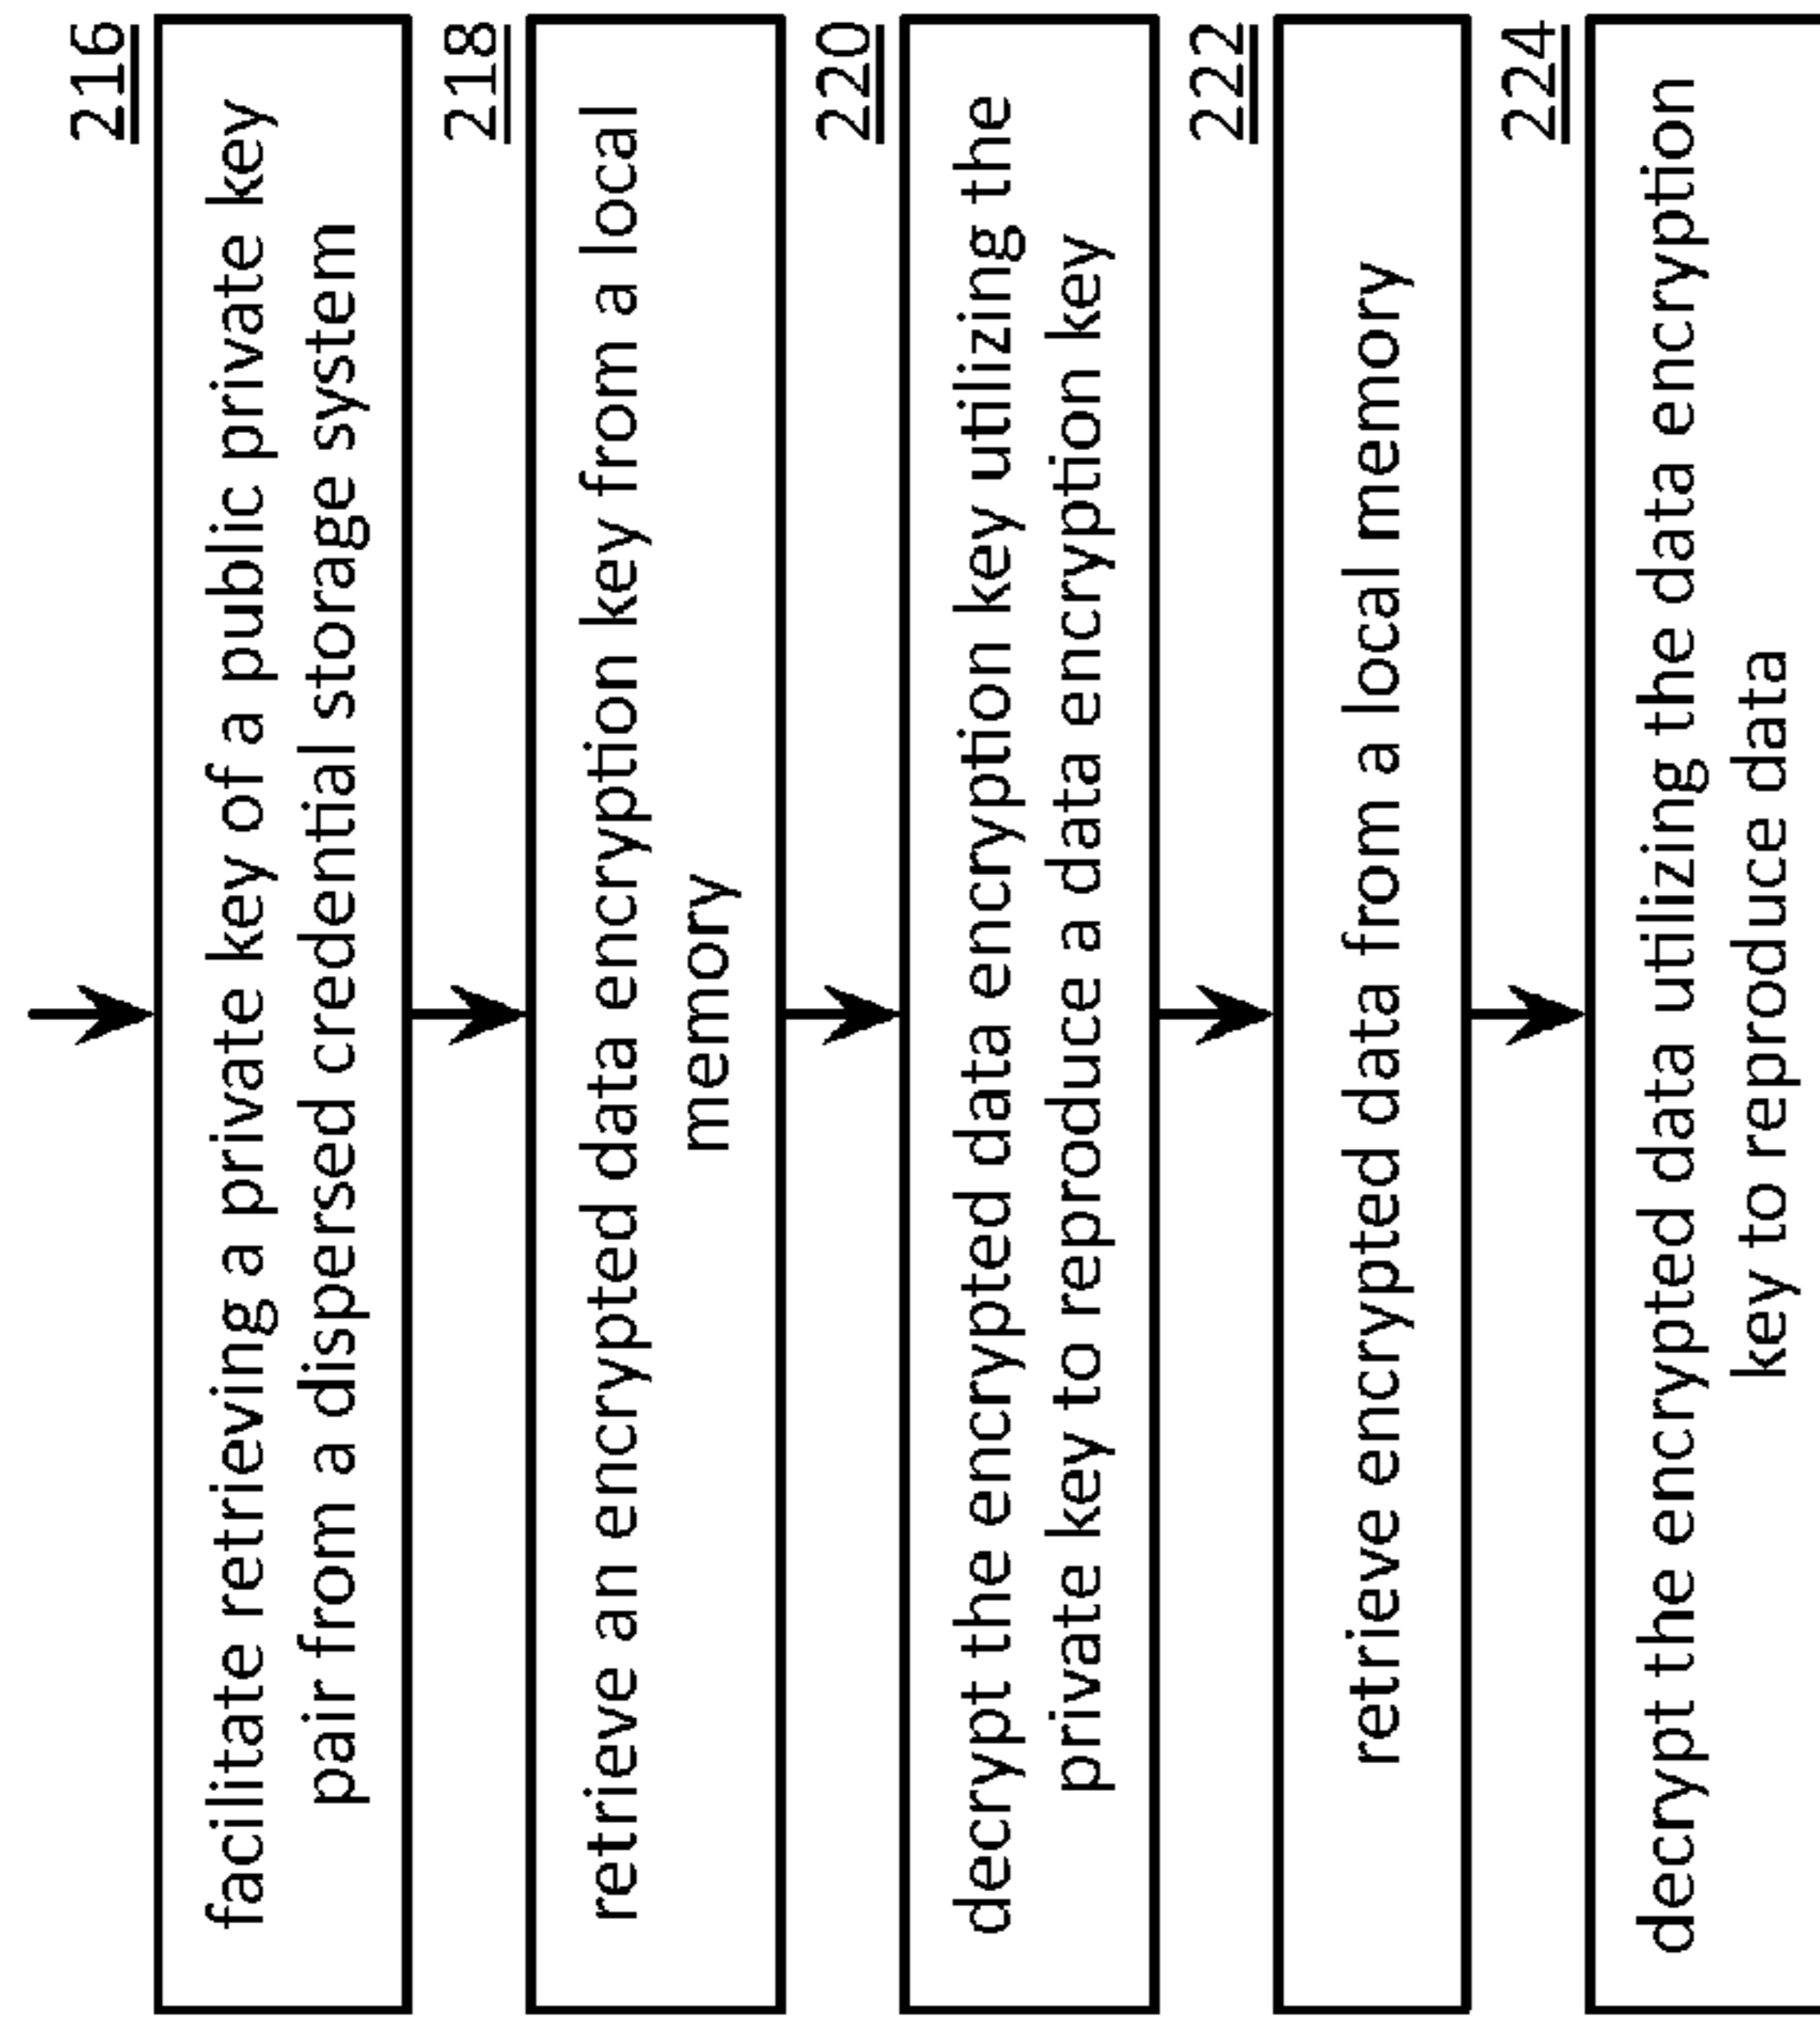 216
facilitate retrieving a private key of a public private key
pair from a dispersed credential storage system
218
retrieve an encrypted data encryption key from a local
memory
220
decrypt the encrypted data encryption key utilizing the
private key to reproduce a data encryption key
222
retrieve encrypted data from a local memory
224
decrypt the encrypted data utilizing the data encryption
key to reproduce data